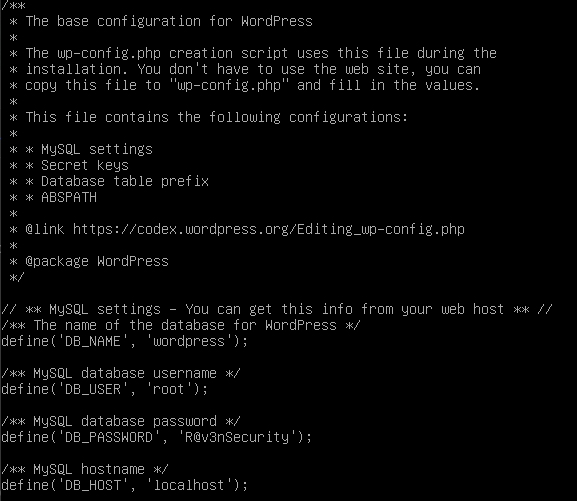 /**
 * The base configuration for WordPress
 *
 * The wp-config.php creation script uses this file during the
 * installation. You don't have to use the web site, you can
 * copy this file to "wp-config.php" and fill in the values.
 *
 * This file contains the following configurations:
 *
 * * MySQL settings
 * * Secret keys
 * * Database table prefix
 * * ABSPATH
 *
 * @link https://codex.wordpress.org/Editing_wp-config.php
 *
 * @package WordPress
 */

// ** MySQL settings - You can get this info from your web host ** //
/** The name of the database for WordPress */
define('DB_NAME', 'wordpress');

/** MySQL database username */
define('DB_USER', 'root');

/** MySQL database password */
define('DB_PASSWORD', 'R@v3nSecurity');

/** MySQL hostname */
define('DB_HOST', 'localhost');